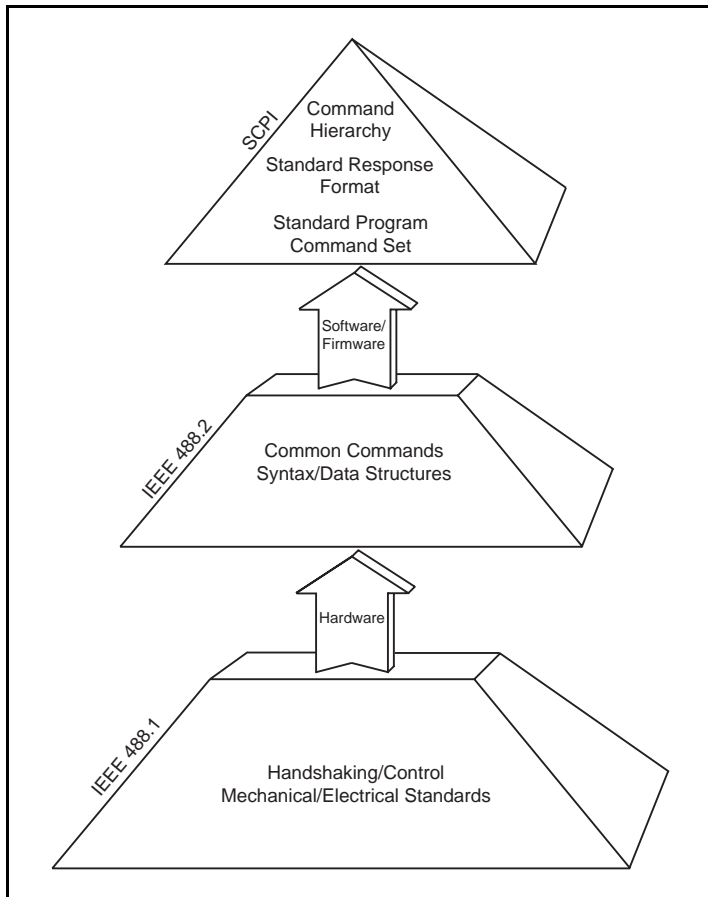 SCPI
Command
Hierarchy
Standard Response
Format
Standard Program
Command Set
Software/
Firmware
IEEE 488.2
Common Commands
Syntax/Data Structures
Hardware
IEEE 488.1
Handshaking/Control
Mechanical/Electrical Standards